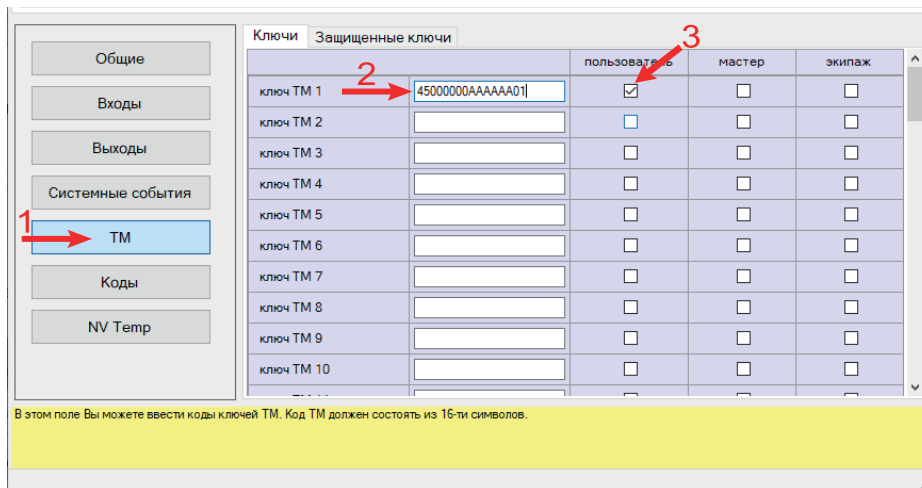 Ключи Защищенные ключи
Общие
Входы
Выходы
Системные события
ТМ
Коды
NV Temp
1
2
3
пользователь мастер экипаж
ключ ТМ 1 45000000AAAAAA01
ключ ТМ 2
ключ ТМ 3
ключ ТМ 4
ключ ТМ 5
ключ ТМ 6
ключ ТМ 7
ключ ТМ 8
ключ ТМ 9
ключ ТМ 10
В этом поле Вы можете ввести коды ключей ТМ. Код ТМ должен состоять из 16-ти символов.